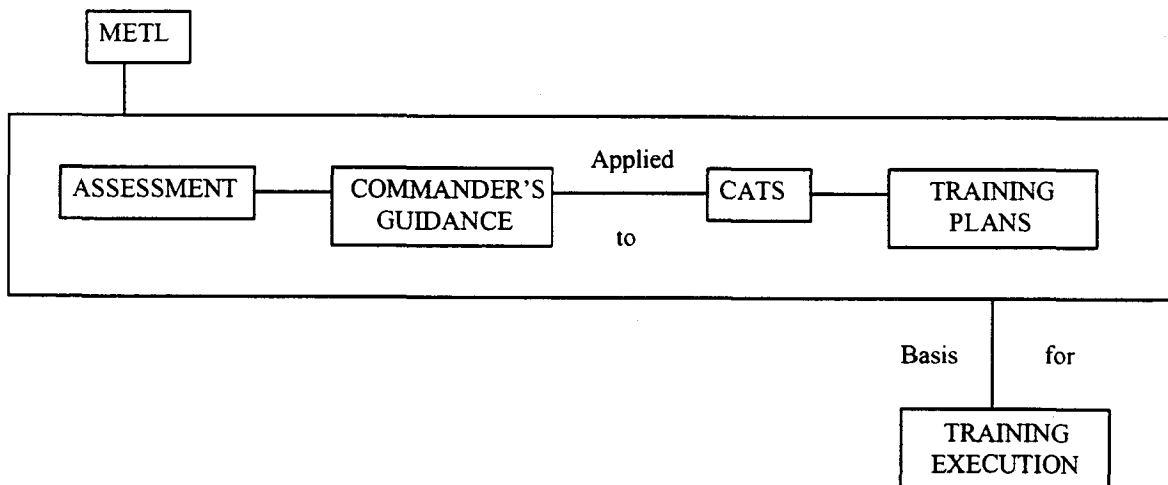 METL
ASSESSMENT
COMMANDER'S
GUIDANCE
Applied
to
CATS
TRAINING
PLANS
Basis for
TRAINING
EXECUTION